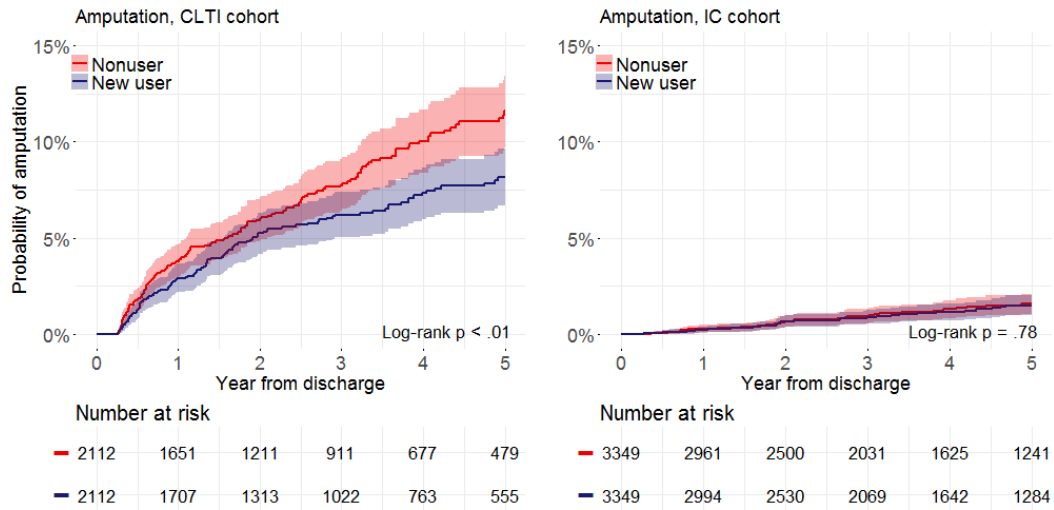 Amputation, CLTI cohort
15%
Nonuser
New user
10%
5%
0%
Probability of amputation
Log-rank p < .01
0 1 2 3 4 5
Year from discharge
Number at risk
2112 1651 1211 911 677 479
2112 1707 1313 1022 763 555
Amputation, IC cohort
15%
Nonuser
New user
10%
5%
0%
Log-rank p = .78
0 1 2 3 4 5
Year from discharge
Number at risk
3349 2961 2500 2031 1625 1241
3349 2994 2530 2069 1642 1284